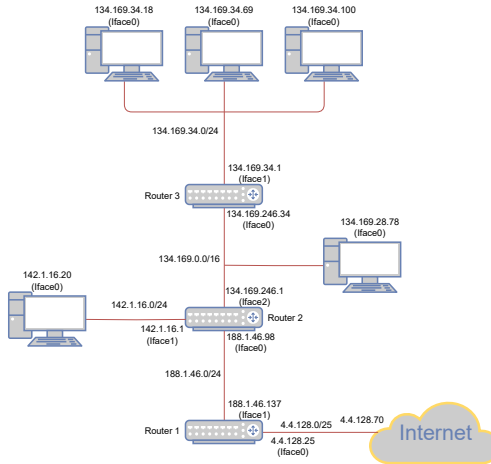 134.169.34.18
(Iface0)
134.169.34.69
(Iface0)
134.169.34.100
(Iface0)
134.169.34.0/24
134.169.34.1
(Iface1)
Router 3
134.169.246.34
(Iface0)
134.169.28.78
(Iface0)
134.169.0.0/16
142.1.16.20
(Iface0)
134.169.246.1
(Iface2)
142.1.16.0/24
Router 2
142.1.16.1
(Iface1)
188.1.46.98
(Iface0)
188.1.46.0/24
188.1.46.137
(Iface1)
Router 1
4.4.128.0/25
4.4.128.70
Internet
4.4.128.25
(Iface0)